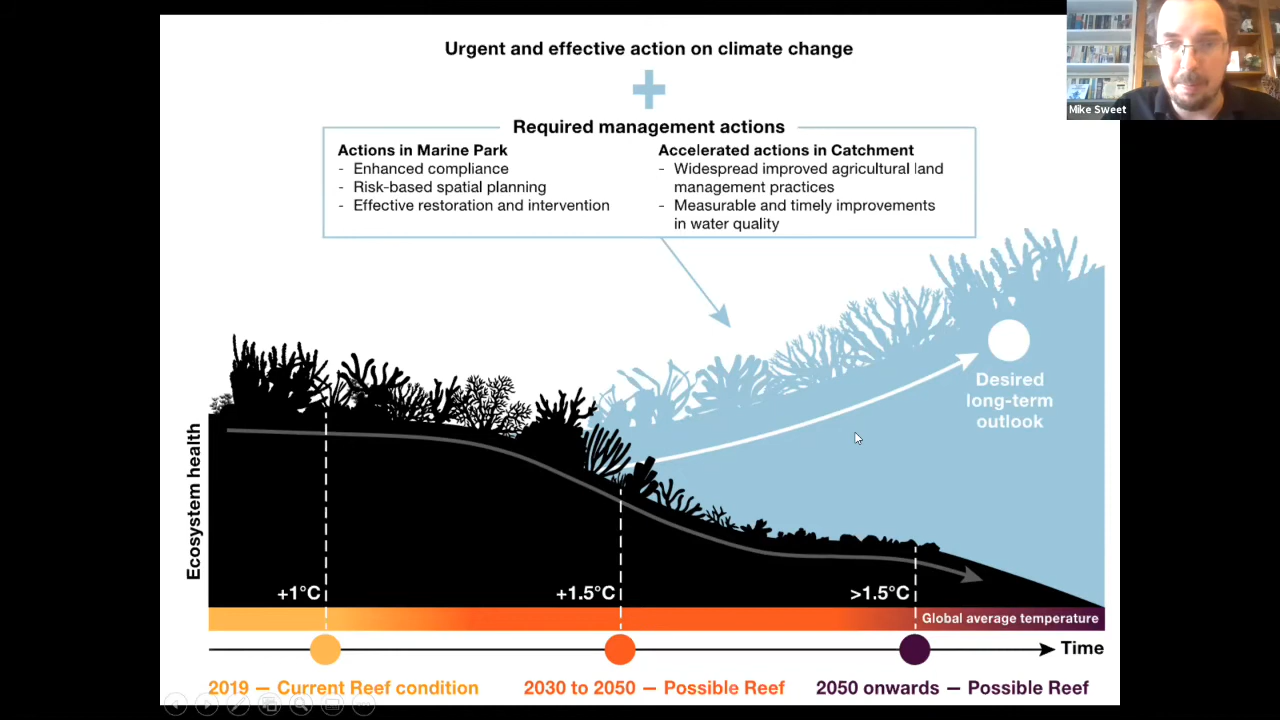 Urgent and effective action on climate change
Mike Sweet
Required management actions
Actions in Marine Park
- Enhanced compliance
- Risk-based spatial planning
- Effective restoration and intervention
Accelerated actions in Catchment
- Widespread improved agricultural land
management practices
- Measurable and timely improvements
in water quality
Desired
long-term
outlook
Ecosystem health
+1°C
+1.5°C
>1.5°C
Global average temperature
Time
2019 — Current Reef condition
2030 to 2050 — Possible Reef
2050 onwards — Possible Reef